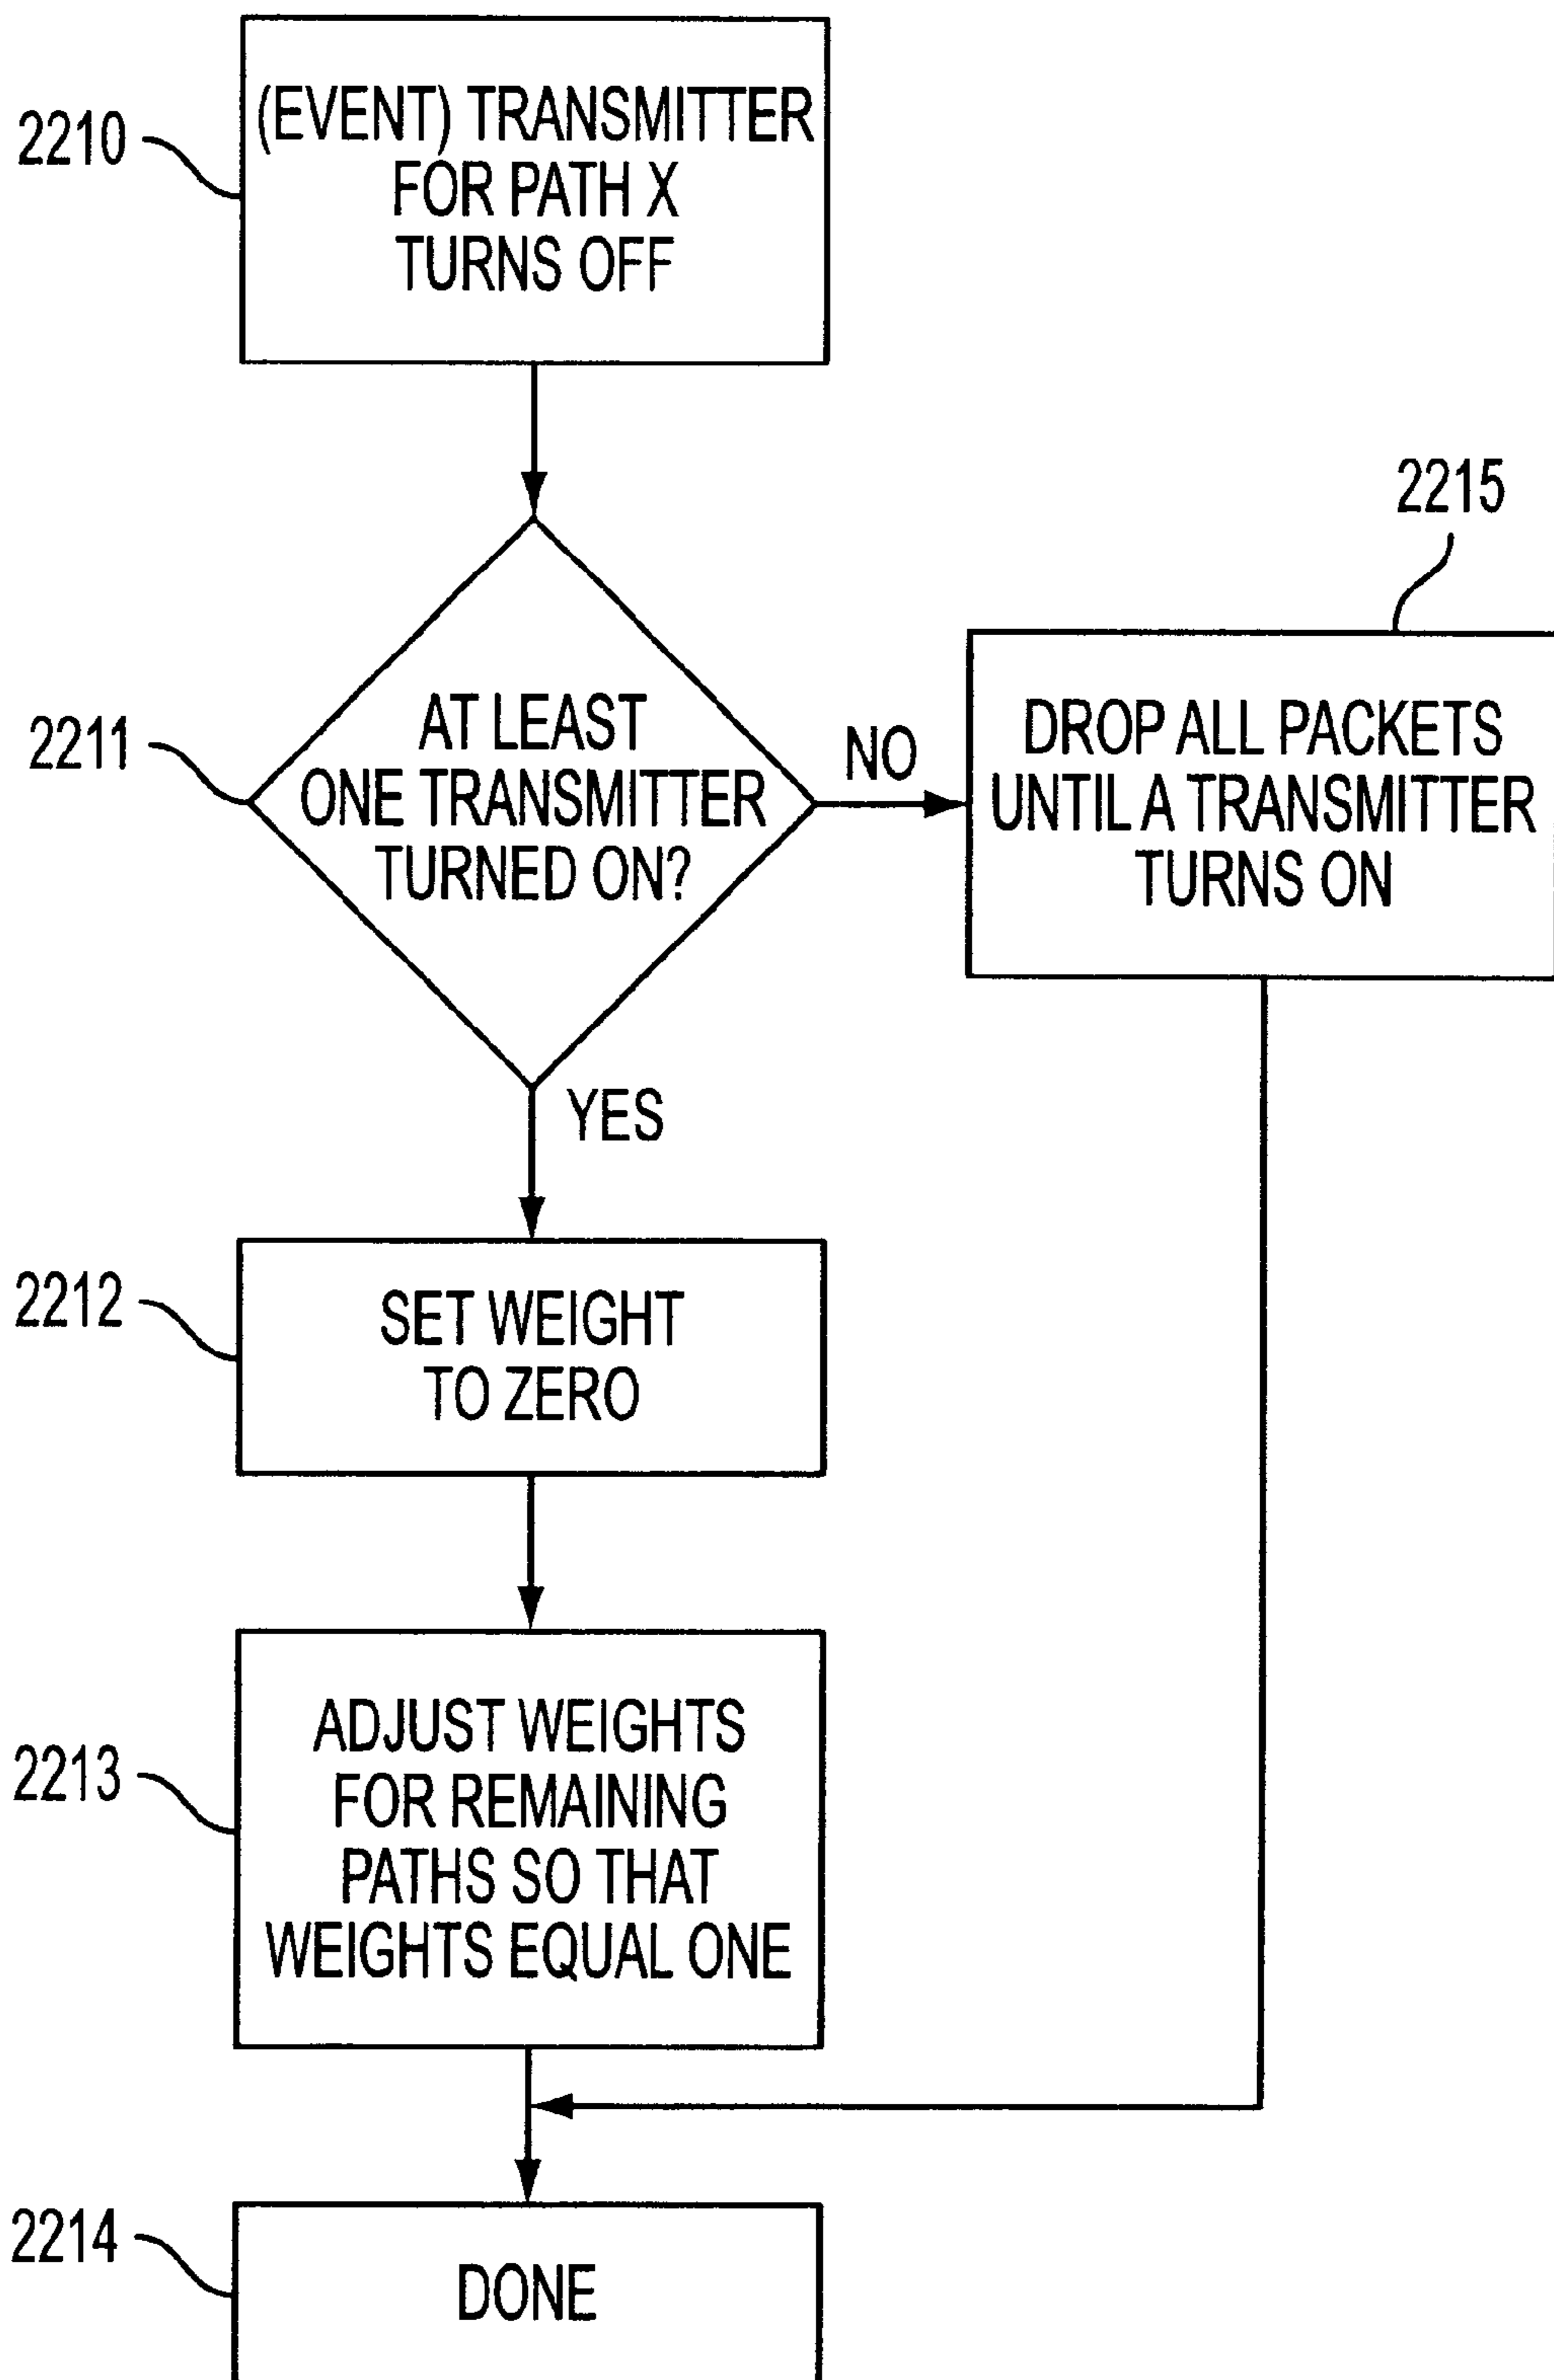 2210
(EVENT) TRANSMITTER
FOR PATH X
TURNS OFF
2211
AT LEAST
ONE TRANSMITTER
TURNED ON?
NO
2215
DROP ALL PACKETS
UNTIL A TRANSMITTER
TURNS ON
YES
2212
SET WEIGHT
TO ZERO
2213
ADJUST WEIGHTS
FOR REMAINING
PATHS SO THAT
WEIGHTS EQUAL ONE
2214
DONE